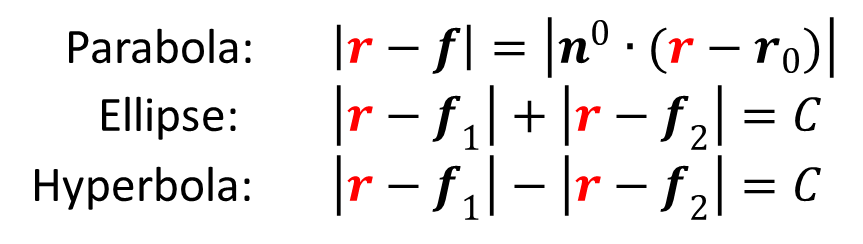 Parabola: |r − f| = |n⁰ · (r − r₀)|
Ellipse: |r − f₁| + |r − f₂| = C
Hyperbola: |r − f₁| − |r − f₂| = C